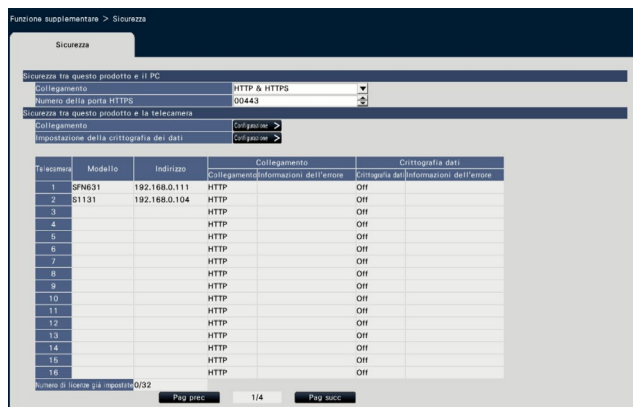 Funzione supplementare > Sicurezza
Sicurezza
Sicurezza tra questo prodotto e il PC
Collegamento HTTP & HTTPS
Numero della porta HTTPS 00443
Sicurezza tra questo prodotto e la telecamera
Collegamento Configurazione >
Impostazione della crittografia dei dati Configurazione >
Telecamera Modello Indirizzo Collegamento Crittografia dati
Collegamento Informazioni dell'errore Crittografia dati Informazioni dell'errore
1 SFN631 192.168.0.111 HTTP Off
2 S1131 192.168.0.104 HTTP Off
3 HTTP Off
4 HTTP Off
5 HTTP Off
6 HTTP Off
7 HTTP Off
8 HTTP Off
9 HTTP Off
10 HTTP Off
11 HTTP Off
12 HTTP Off
13 HTTP Off
14 HTTP Off
15 HTTP Off
16 HTTP Off
Numero di licenze già impostate 0/32
Pag prec 1/4 Pag succ